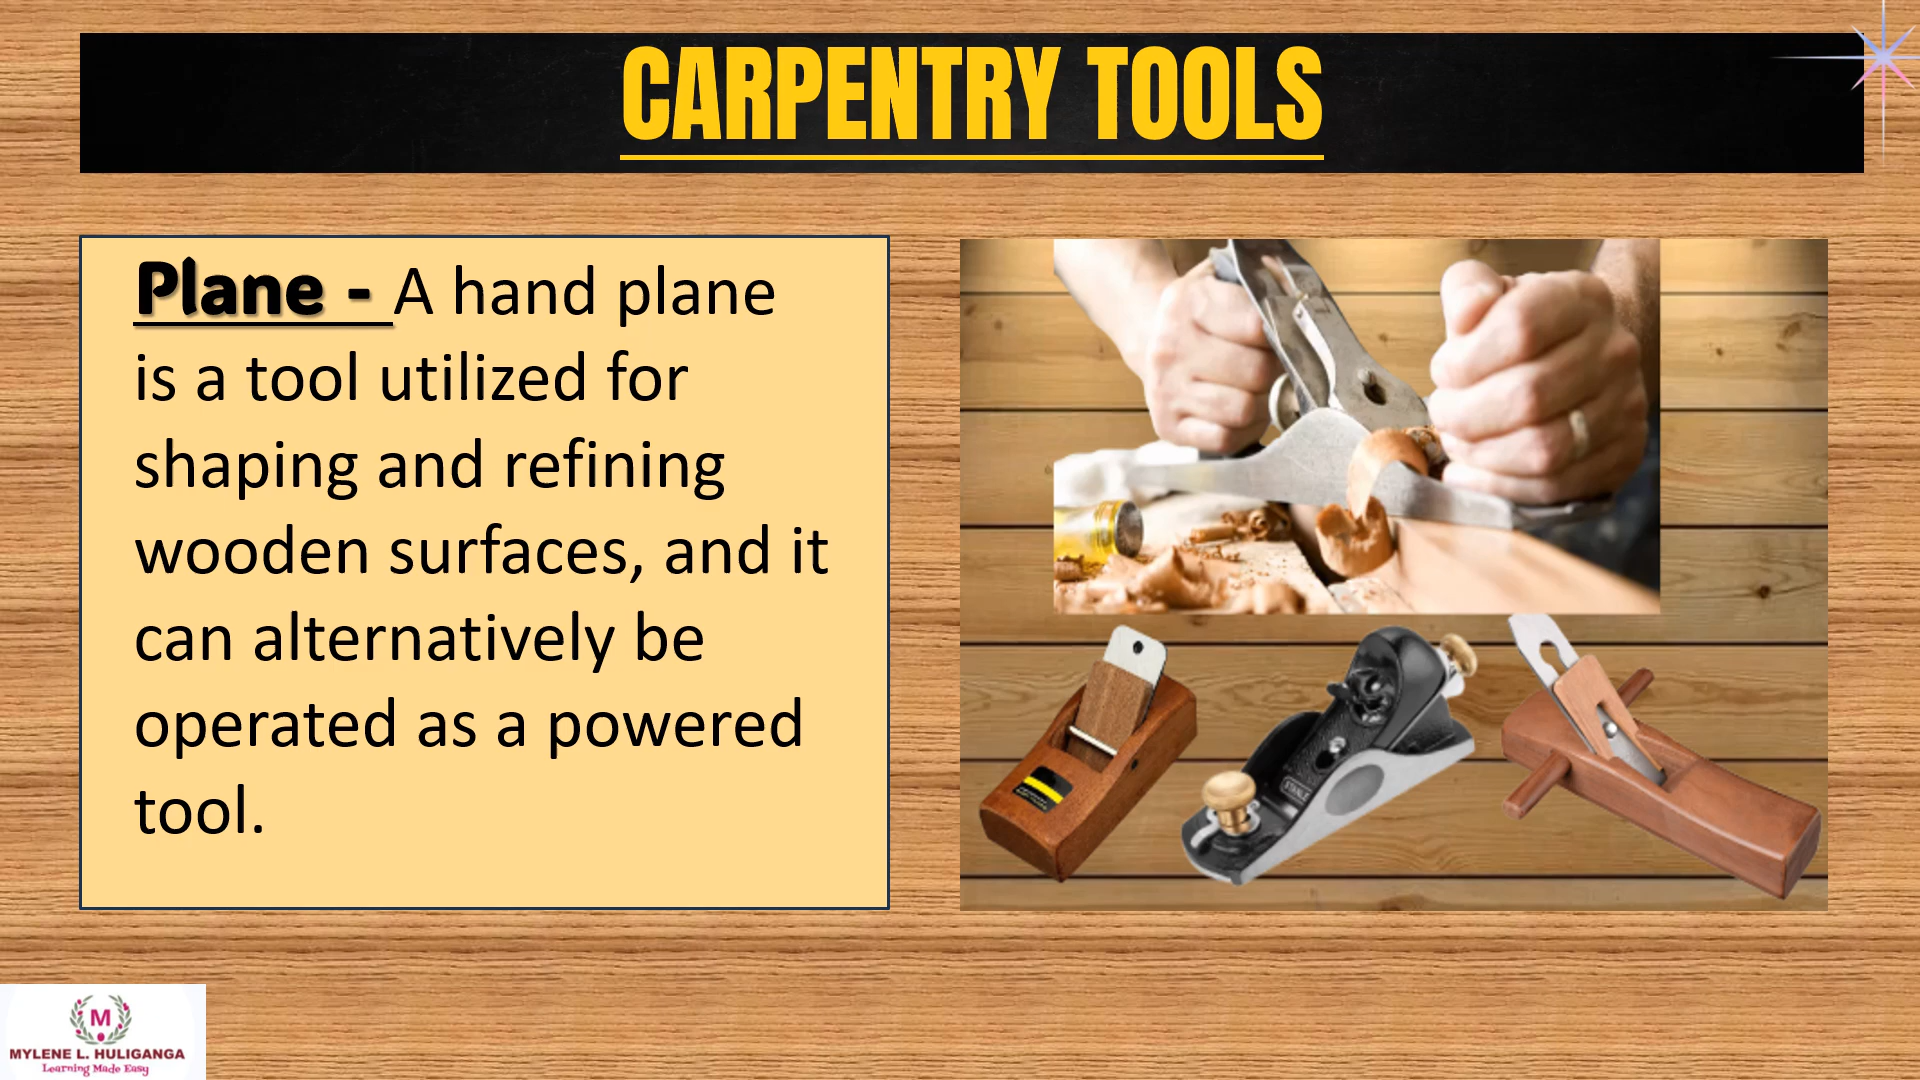 CARPENTRY TOOLS
Plane - A hand plane
is a tool utilized for
shaping and refining
wooden surfaces, and it
can alternatively be
operated as a powered
tool.
M
MYLENE L. HULIGANGA
Learning Made Easy